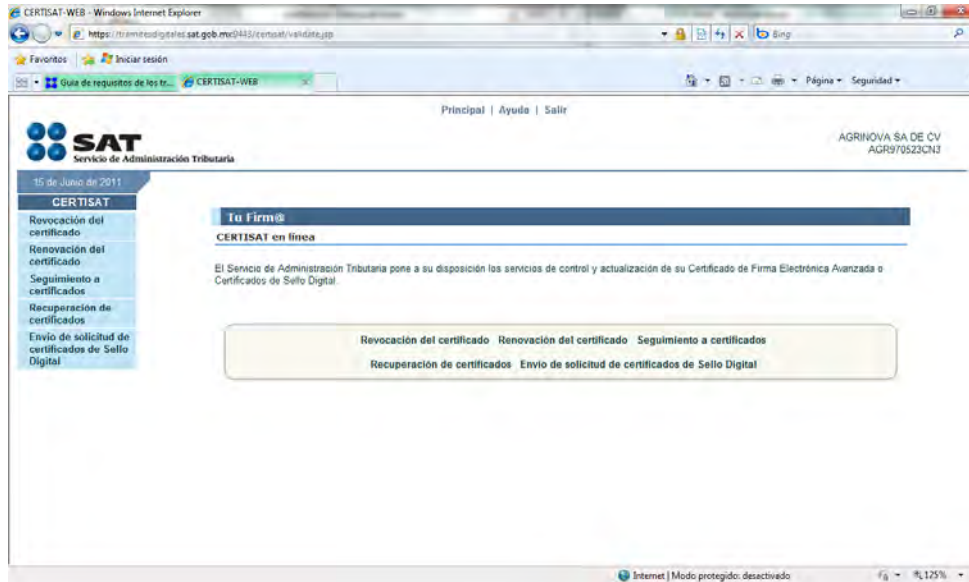 CERTISAT-WEB - Windows Internet Explorer
https://tramitesdigitales.sat.gob.mx:9443/certisat/validate.jsp
Bing
Favoritos
Iniciar sesión
Guía de requisitos de los tr...
CERTISAT-WEB
Página
Seguridad
Principal | Ayuda | Salir
SAT
Servicio de Administración Tributaria
AGRINOVA SA DE CV
AGR970523CN3
15 de Junio de 2011
CERTISAT
Revocación del
certificado
Renovación del
certificado
Seguimiento a
certificados
Recuperación de
certificados
Envío de solicitud de
certificados de Sello
Digital
Tu Firm@
CERTISAT en línea
El Servicio de Administración Tributaria pone a su disposición los servicios de control y actualización de su Certificado de Firma Electrónica Avanzada o
Certificados de Sello Digital.
Revocación del certificado Renovación del certificado Seguimiento a certificados
Recuperación de certificados Envío de solicitud de certificados de Sello Digital
Internet | Modo protegido: desactivado
125%